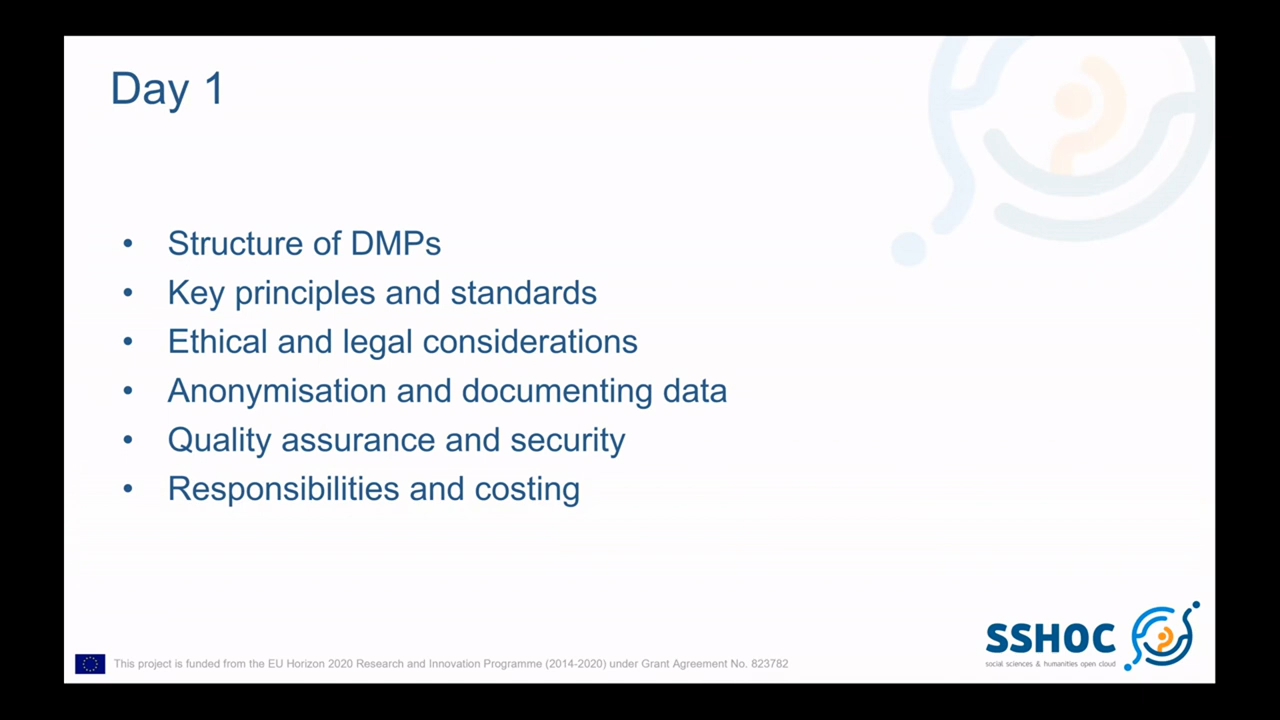 Day 1
• Structure of DMPs
• Key principles and standards
• Ethical and legal considerations
• Anonymisation and documenting data
• Quality assurance and security
• Responsibilities and costing
SSHOC
social sciences & humanities open cloud
This project is funded from the EU Horizon 2020 Research and Innovation Programme (2014-2020) under Grant Agreement No. 823782